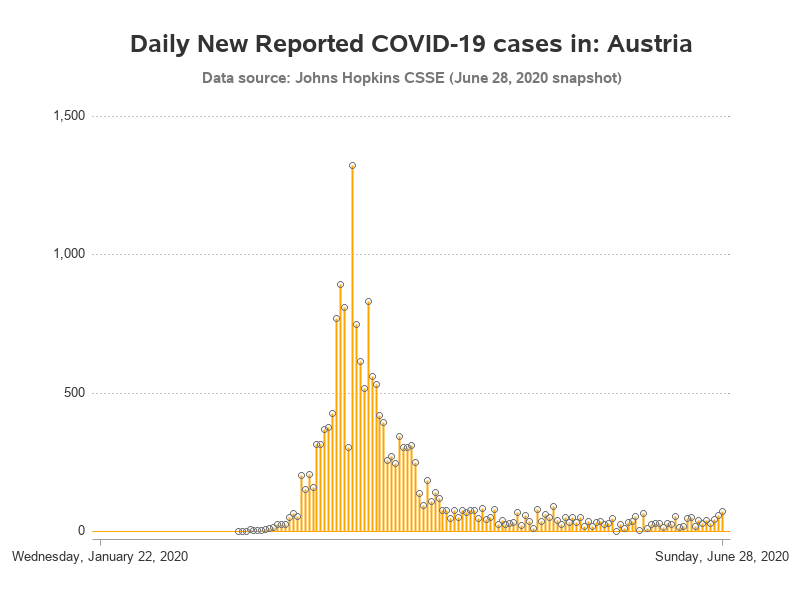 Daily New Reported COVID-19 cases in: Austria
Data source: Johns Hopkins CSSE (June 28, 2020 snapshot)
1,500
1,000
500
0
Wednesday, January 22, 2020
Sunday, June 28, 2020